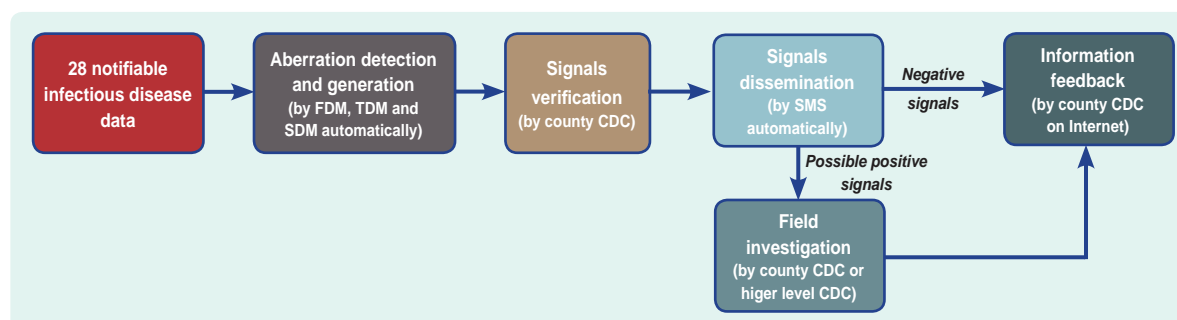 28 notifiable
infectious disease
data
Aberration detection
and generation
(by FDM, TDM and
SDM automatically)
Signals
verification
(by county CDC)
Signals
dissemination
(by SMS
automatically)
Negative
signals
Information
feedback
(by county CDC
on Internet)
Possible positive
signals
Field
investigation
(by county CDC or
higer level CDC)